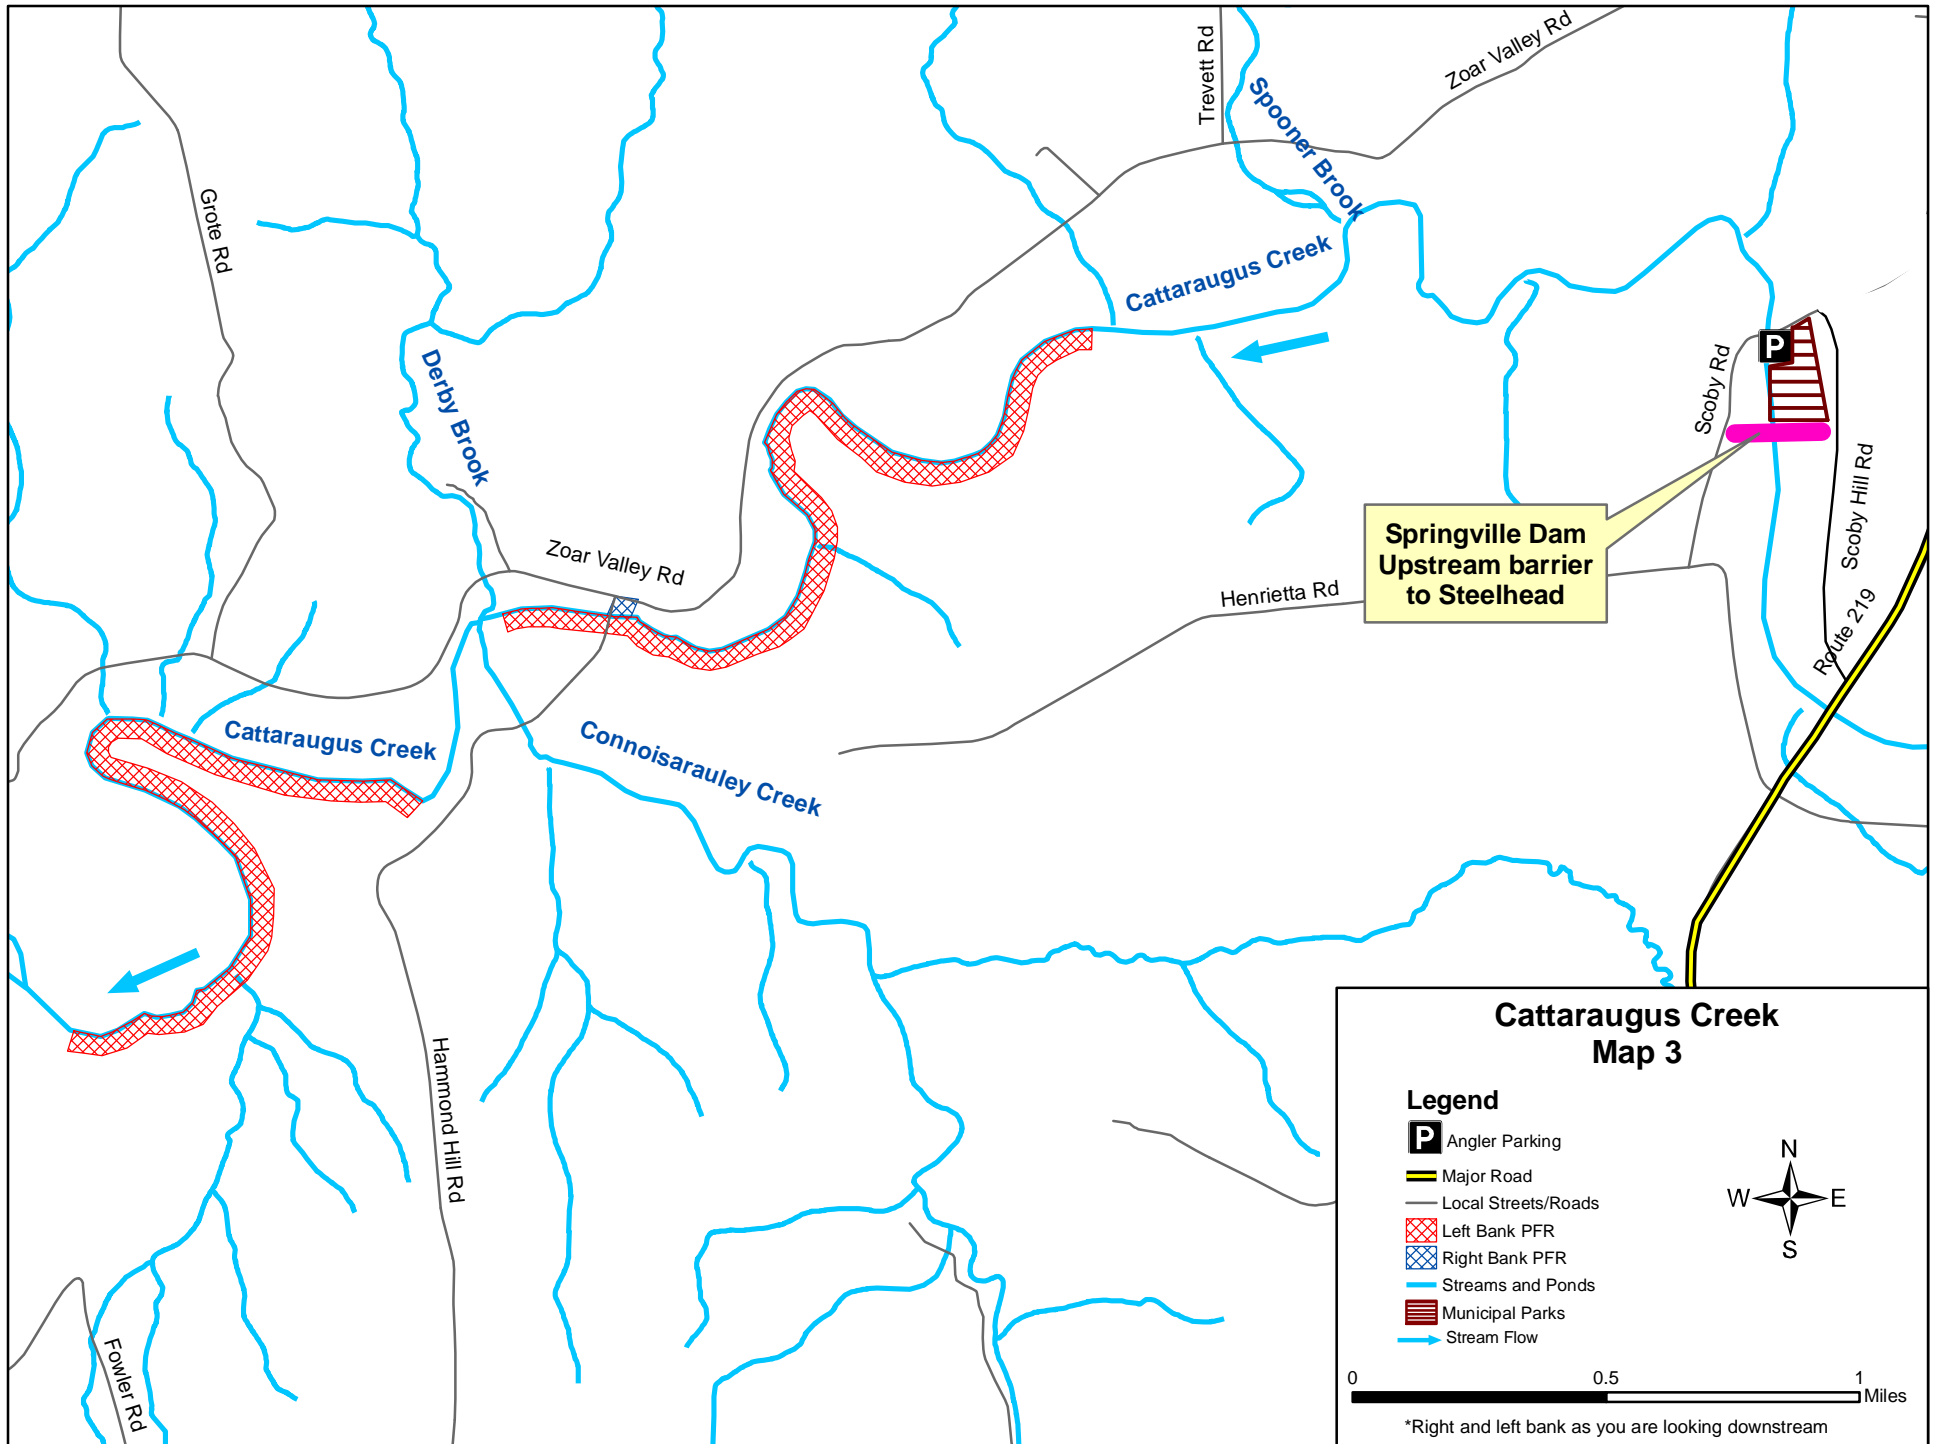 Trevett Rd
Zoar Valley Rd
Spooner Brook
Grote Rd
Cattaraugus Creek
Derby Brook
P
Scoby Rd
Scoby Hill Rd
Springville Dam
Upstream barrier
to Steelhead
Zoar Valley Rd
Henrietta Rd
Route 219
Cattaraugus Creek
Connoisarauley Creek
Hammond Hill Rd
Fowler Rd
Cattaraugus Creek
Map 3
Legend
P Angler Parking
Major Road
Local Streets/Roads
Left Bank PFR
Right Bank PFR
Streams and Ponds
Municipal Parks
Stream Flow
N
W E
S
0 0.5 1
Miles
*Right and left bank as you are looking downstream